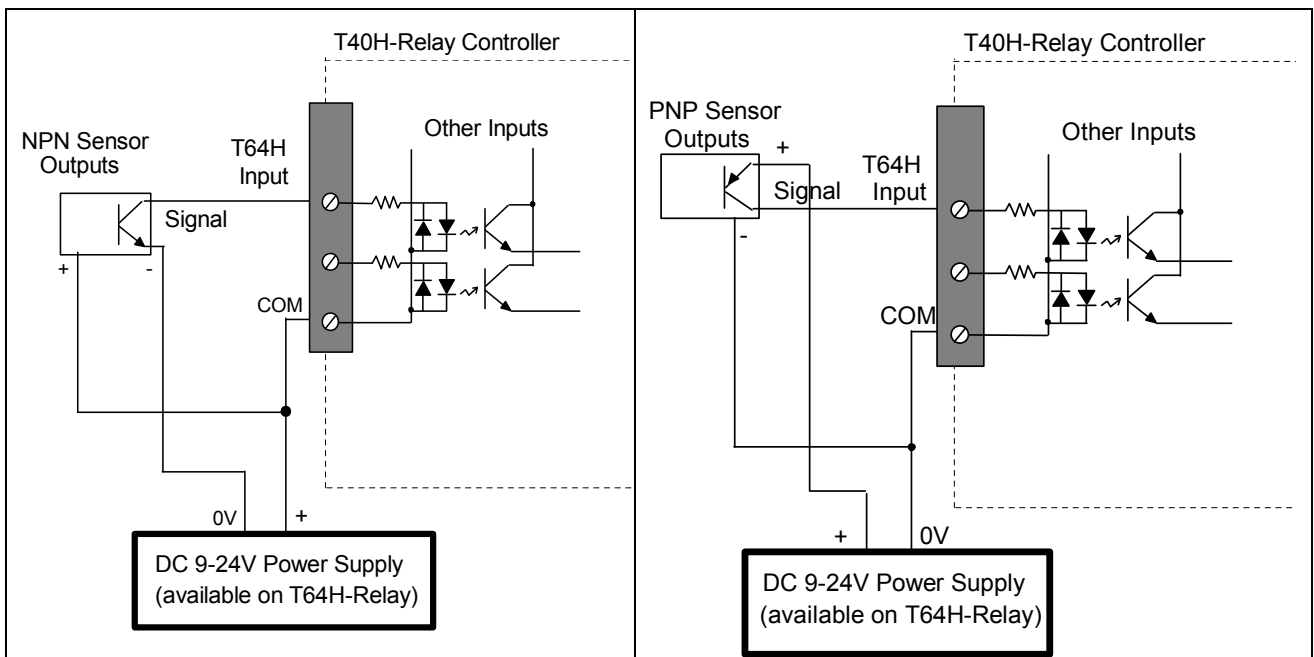 T40H-Relay Controller
NPN Sensor
Outputs
T64H
Input
Other Inputs
Signal
+
-
COM
0V
+
DC 9-24V Power Supply
(available on T64H-Relay)
T40H-Relay Controller
PNP Sensor
Outputs
+
T64H
Input
Other Inputs
Signal
-
COM
+
0V
DC 9-24V Power Supply
(available on T64H-Relay)